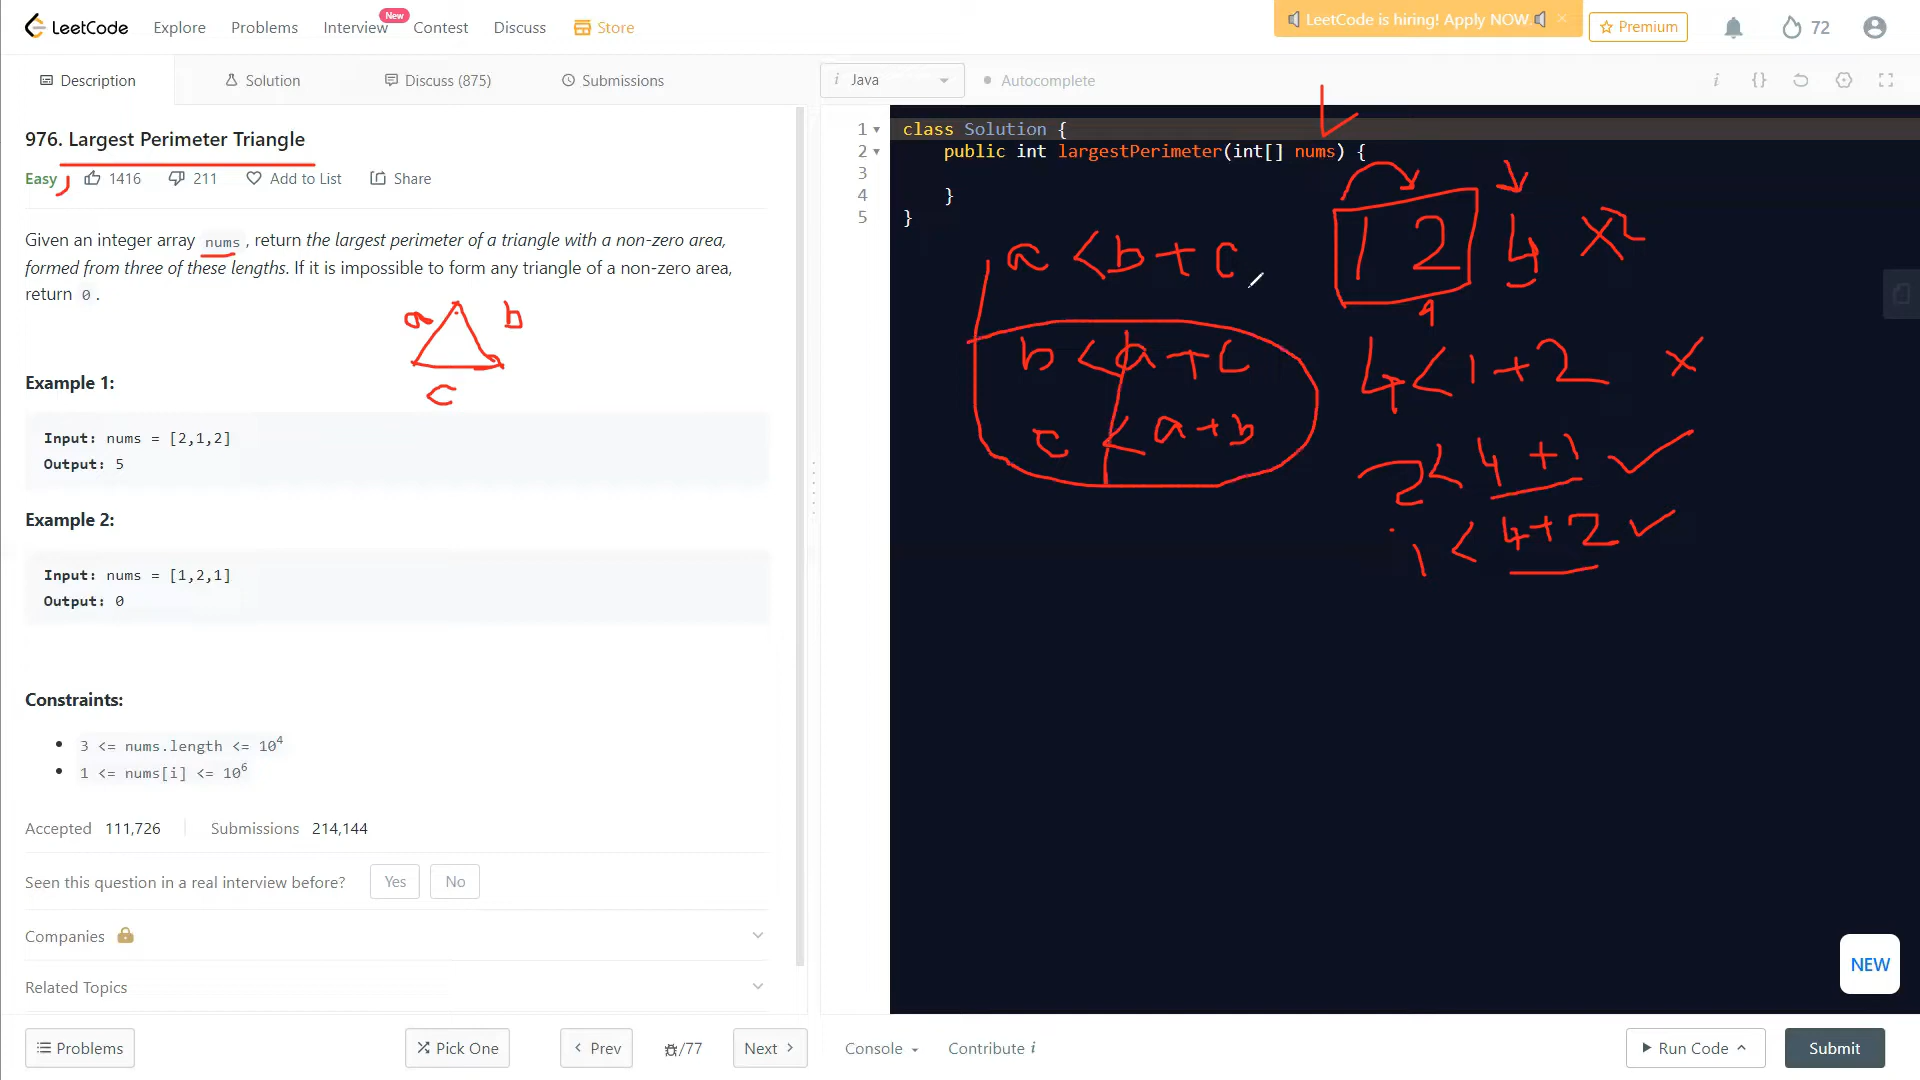 LeetCode
Explore
Problems
Interview
New
Contest
Discuss
Store
LeetCode is hiring! Apply NOW
×
Premium
72
Description
Solution
Discuss (875)
Submissions
i Java
Autocomplete
i
{}
976. Largest Perimeter Triangle
Easy
1416
211
Add to List
Share
Given an integer array nums, return the largest perimeter of a triangle with a non-zero area,
formed from three of these lengths. If it is impossible to form any triangle of a non-zero area,
return 0.
a
b
c
Example 1:
Input: nums = [2,1,2]
Output: 5
Example 2:
Input: nums = [1,2,1]
Output: 0
Constraints:
3 <= nums.length <= 10^4
1 <= nums[i] <= 10^6
Accepted 111,726
Submissions 214,144
Seen this question in a real interview before?
Yes
No
Companies
Related Topics
1 class Solution {
2 public int largestPerimeter(int[] nums) {
3
4 }
5 }
a < b + c
b < a + c
c < a + b
1 2 4
4 < 1 + 2 ×
2 < 4 + 1 ✓
1 < 4 + 2 ✓
NEW
Problems
Pick One
Prev
/77
Next
Console
Contribute i
Run Code
Submit